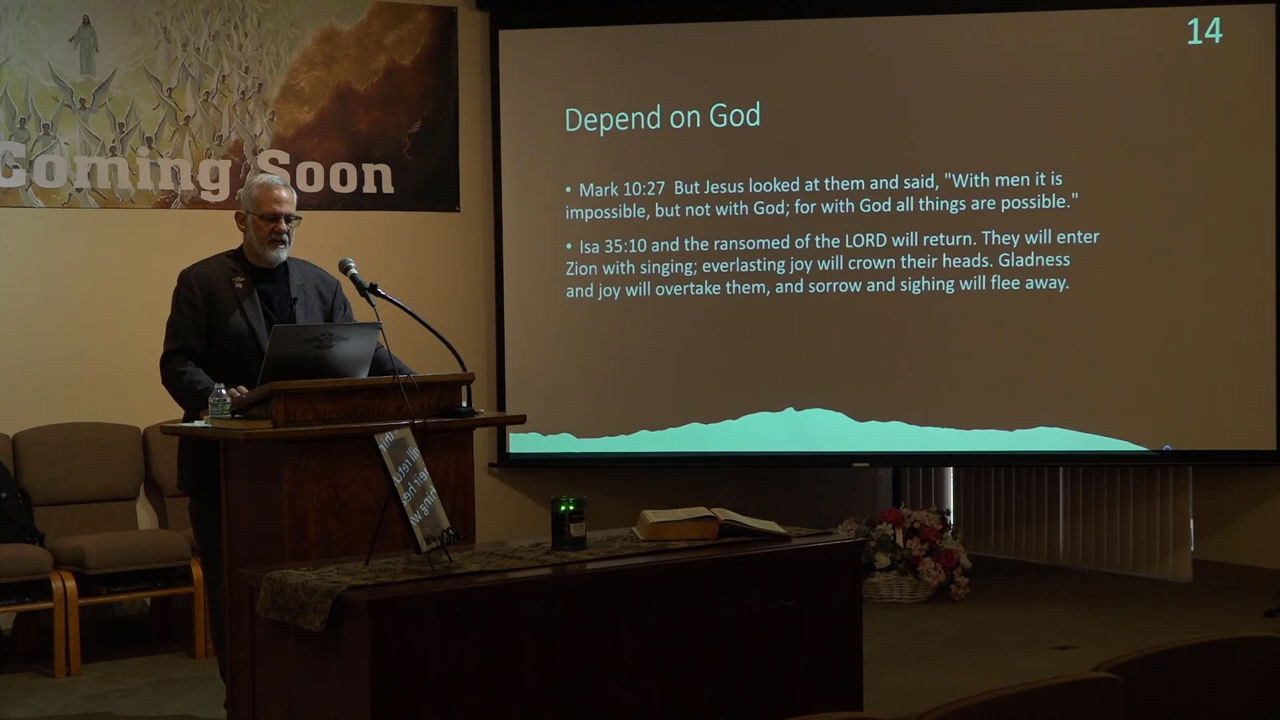 Coming Soon
14
Depend on God
• Mark 10:27 But Jesus looked at them and said, "With men it is
impossible, but not with God; for with God all things are possible."
• Isa 35:10 and the ransomed of the LORD will return. They will enter
Zion with singing; everlasting joy will crown their heads. Gladness
and joy will overtake them, and sorrow and sighing will flee away.